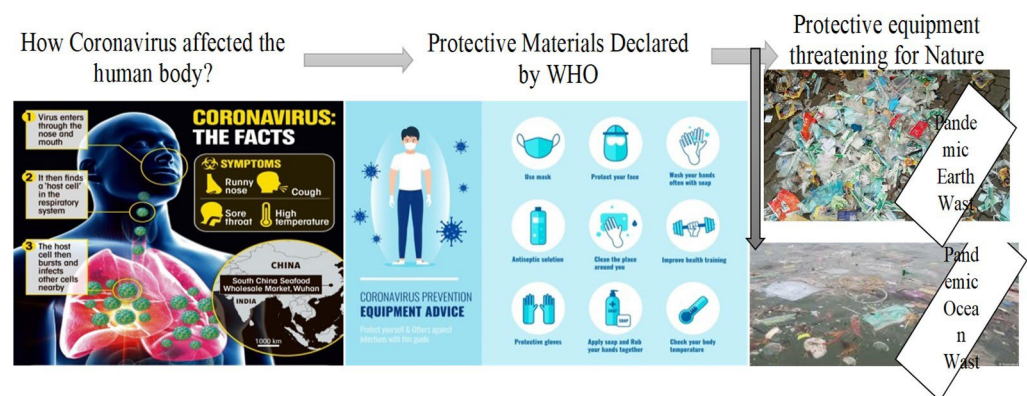 How Coronavirus affected the
human body?
Protective Materials Declared
by WHO
Protective equipment
threatening for Nature
1 Virus enters
through the
nose and
mouth
2 It then finds
a 'host cell'
in the
respiratory
system
3 The host
cell then
bursts and
infects
other cells
nearby
CORONAVIRUS:
THE FACTS
SYMPTOMS
Runny
nose
Cough
Sore
throat
High
temperature
CHINA
South China Seafood
Wholesale Market, Wuhan
INDIA
1000 km
CORONAVIRUS PREVENTION
EQUIPMENT ADVICE
Protect yourself & Others against
infections with this guide
Use mask
Protect your face
Wash your hands
often with soap
Antiseptic solution
Clean the place
around you
Improve health training
Protective gloves
SOAP
Apply soap and Rub
your hands together
Check your body
temperature
Pande
mic
Earth
Wast
Pand
emic
Ocea
n
Wast